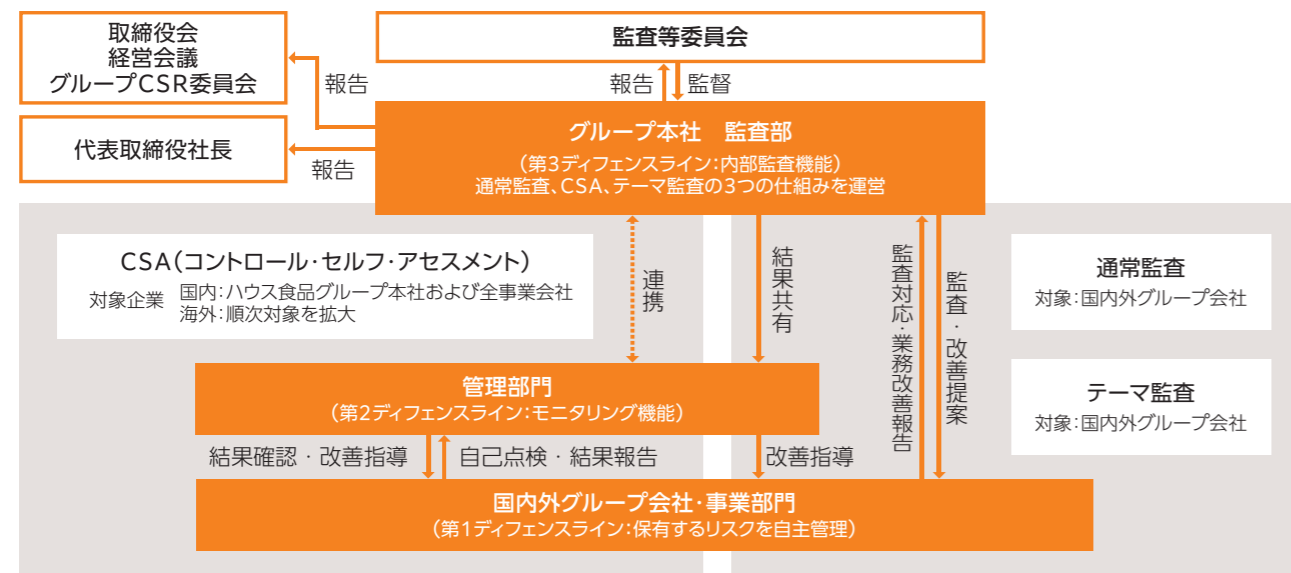 取締役会
経営会議
グループCSR委員会
監査等委員会
報告
報告
監督
代表取締役社長
報告
グループ本社　監査部
（第3ディフェンスライン：内部監査機能）
通常監査、CSA、テーマ監査の3つの仕組みを運営
CSA（コントロール・セルフ・アセスメント）
対象企業
国内：ハウス食品グループ本社および全事業会社
海外：順次対象を拡大
連携
結果共有
監査対応・業務改善報告
監査・改善提案
通常監査
対象：国内外グループ会社
テーマ監査
対象：国内外グループ会社
管理部門
（第2ディフェンスライン：モニタリング機能）
結果確認・改善指導
自己点検・結果報告
改善指導
国内外グループ会社・事業部門
（第1ディフェンスライン：保有するリスクを自主管理）